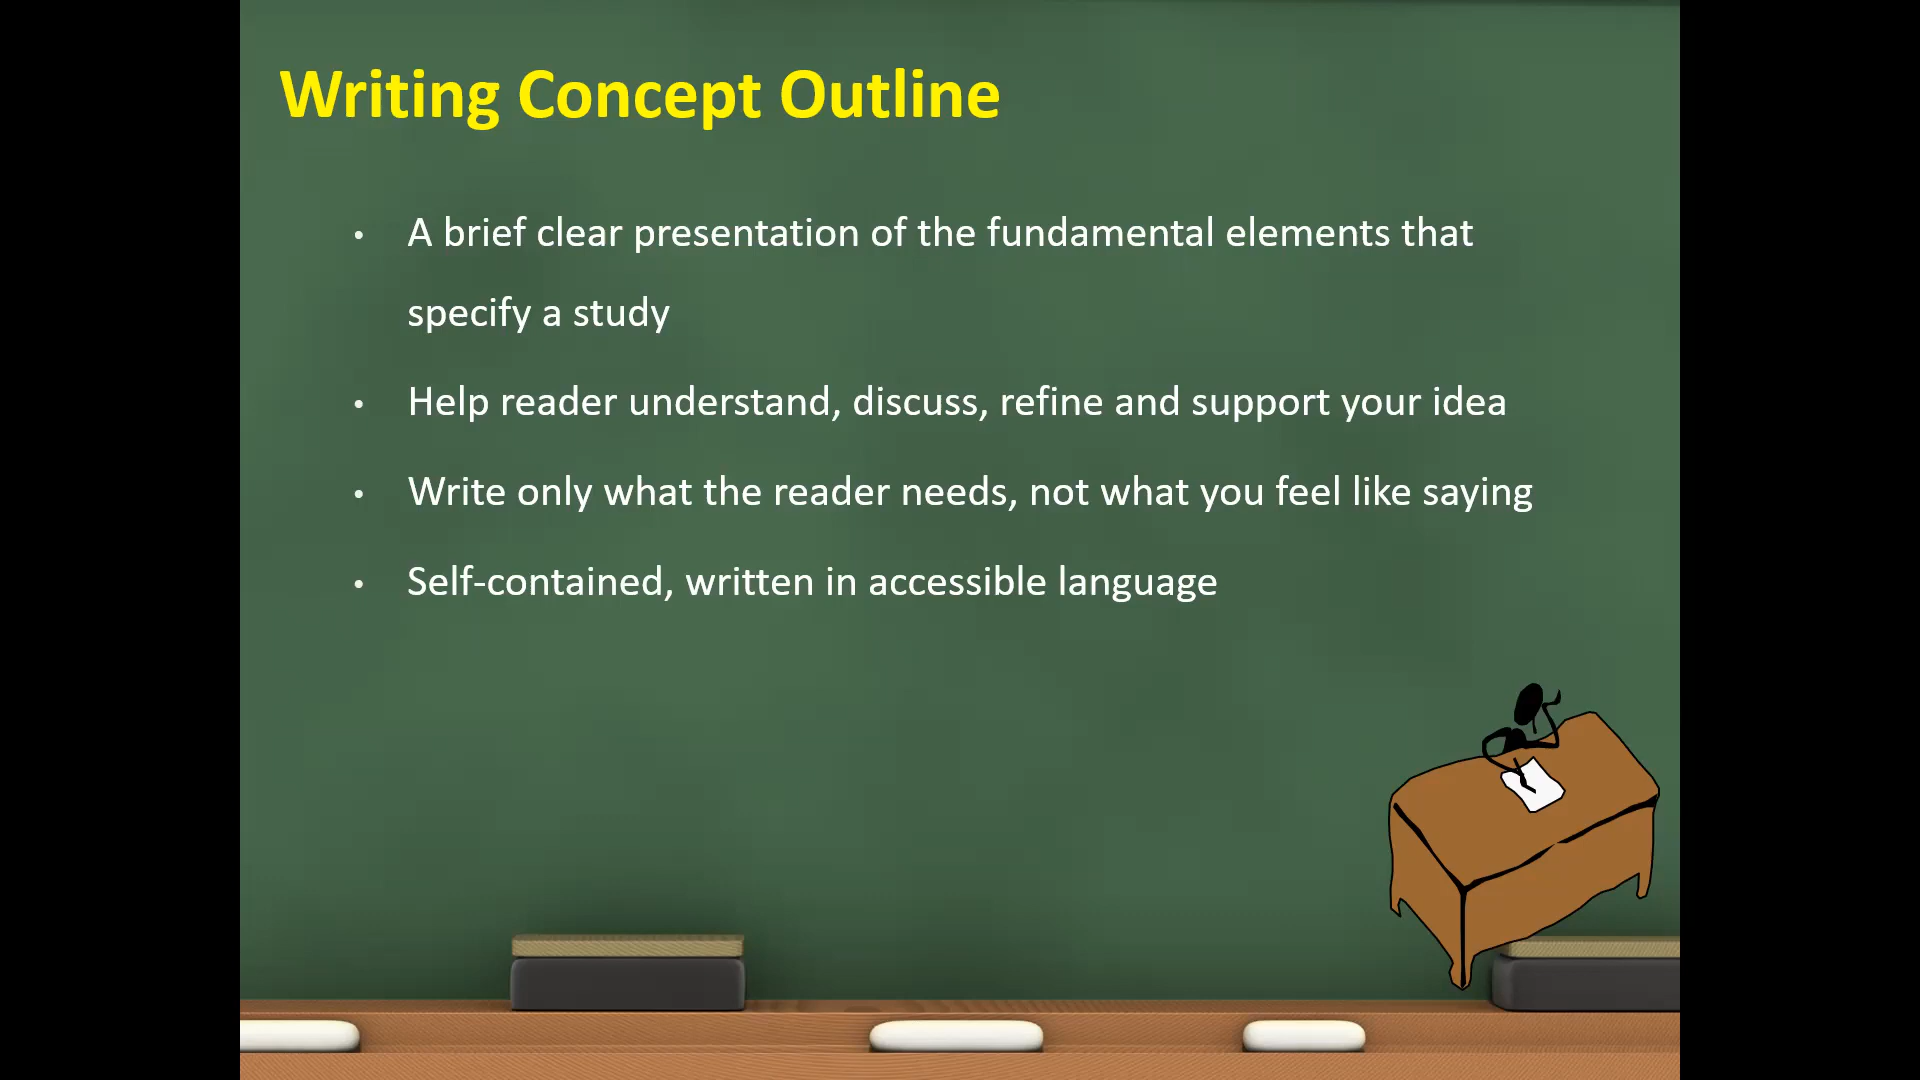 Writing Concept Outline
• A brief clear presentation of the fundamental elements that
specify a study
• Help reader understand, discuss, refine and support your idea
• Write only what the reader needs, not what you feel like saying
• Self-contained, written in accessible language